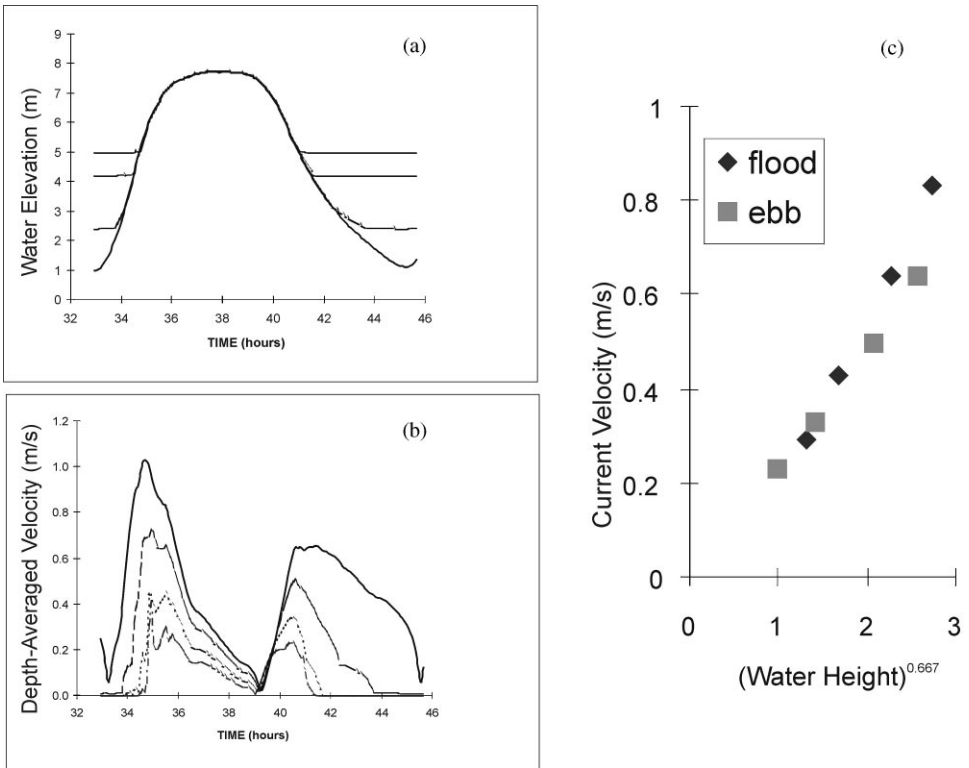 (a)
Water Elevation (m)
9
8
7
6
5
4
3
2
1
0
32 34 36 38 40 42 44 46
TIME (hours)
(b)
Depth-Averaged Velocity (m/s)
1.2
1.0
0.8
0.6
0.4
0.2
0.0
32 34 36 38 40 42 44 46
TIME (hours)
(c)
Current Velocity (m/s)
1
0.8
0.6
0.4
0.2
0
flood
ebb
0 1 2 3
(Water Height)^0.667